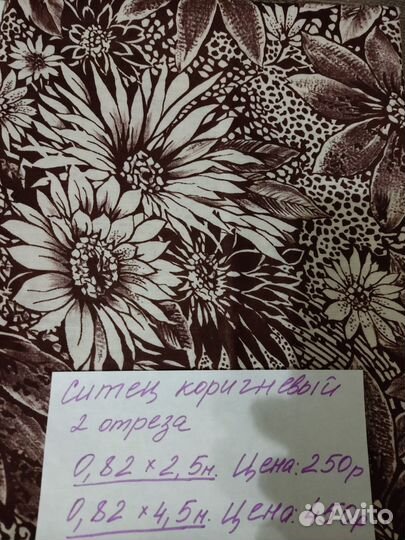 Ситец коричневый
2 отреза
0,82 × 2,5м. Цена: 250р
0,82 × 4,5м. Цена:
Avito